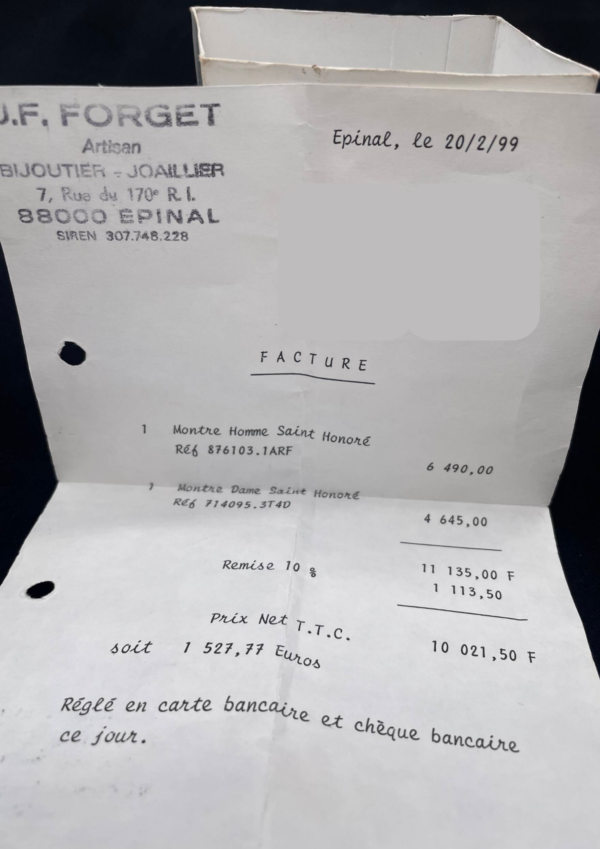 J.F. FORGET
Artisan
BIJOUTIER - JOAILLIER
7, Rue du 170e R.I.
88000 EPINAL
SIREN 307.748.228
Epinal, le 20/2/99
FACTURE
1 Montre Homme Saint Honoré
Réf 876103.1ARF
6 490,00
1 Montre Dame Saint Honoré
Réf 714095.3T4D
4 645,00
11 135,00 F
Remise 10 %
1 113,50
Prix Net T.T.C.
10 021,50 F
soit 1 527,77 Euros
Réglé en carte bancaire et chèque bancaire
ce jour.